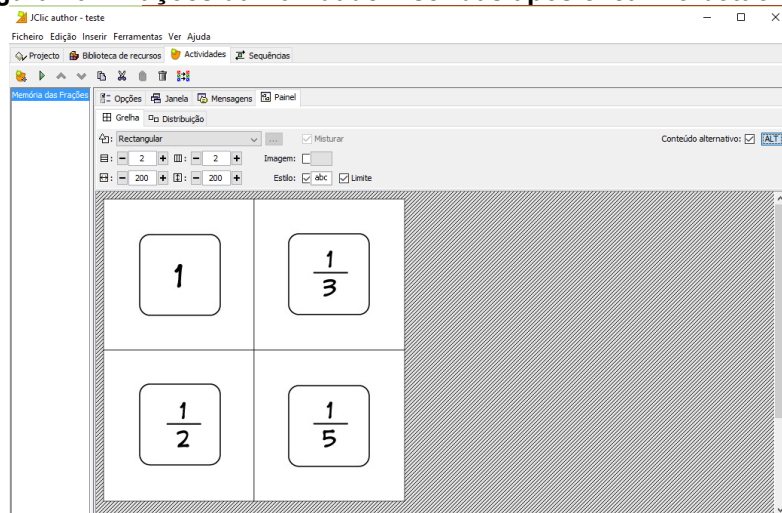 JClic author - teste
Ficheiro Edição Inserir Ferramentas Ver Ajuda
Projecto Biblioteca de recursos Actividades Sequências
Memória das Frações
Opções Janela Mensagens Painel
Grelha Distribuição
Rectangular ... Misturar Conteúdo alternativo: ALT
2 2 Imagem:
200 200 Estilo: abc Limite
1
1
3
1
2
1
5